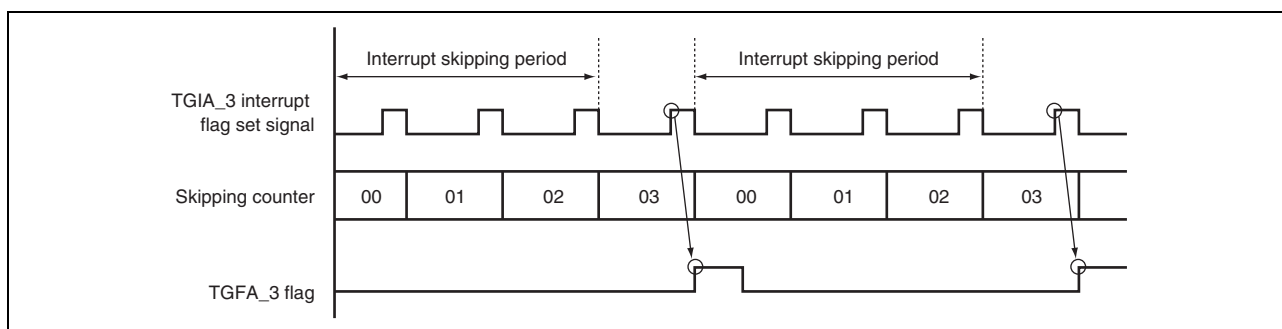 Interrupt skipping period Interrupt skipping period
TGIA_3 interrupt
flag set signal
Skipping counter 00 01 02 03 00 01 02 03
TGFA_3 flag